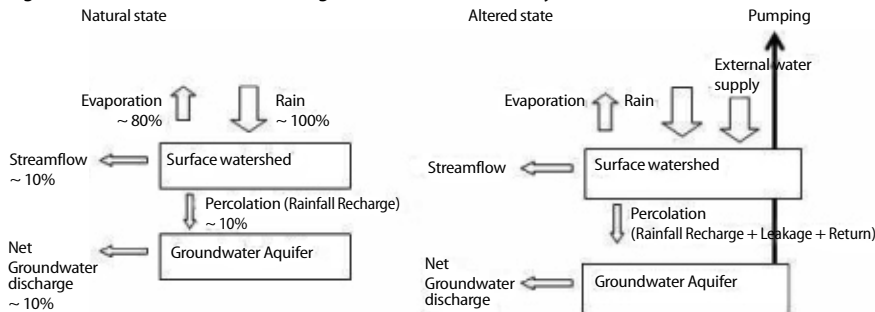 Natural state
Evaporation
~ 80%
Rain
~ 100%
Streamflow
~ 10%
Surface watershed
Percolation (Rainfall Recharge)
~ 10%
Net
Groundwater
discharge
~ 10%
Groundwater Aquifer
Altered state
Pumping
External water
supply
Evaporation
Rain
Streamflow
Surface watershed
Percolation
(Rainfall Recharge + Leakage + Return)
Net
Groundwater
discharge
Groundwater Aquifer